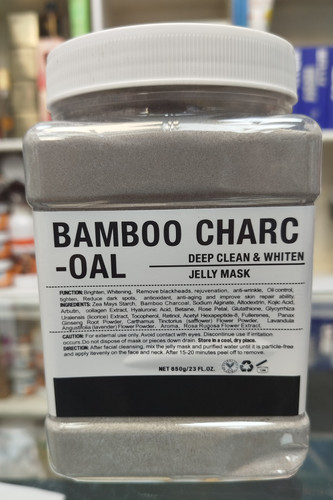 BAMBOO CHARC
-OAL
DEEP CLEAN & WHITEN
JELLY MASK
FUNCTION: Brighten, Whitening, Remove blackheads, rejuvenation, anti-wrinkle, Oil control,
tighten, Reduce dark spots, antioxidant, anti-aging and improve skin repair ability.
INGREDIENTS: Zea Mays Starch, Bamboo Charcoal, Sodium Alginate, Altodextrin, Kojic Acid,
Arbutin, collagen Extract, Hyaluronic Acid, Betaine, Rose Petal, Glutathione, Glycyrrhiza
Uralensis (licorice) Extract, Tocopherol, Retinol, Acetyl Hexapeptide-8, Fullerenes, Panax
Ginseng Root Powder, Carthamus Tinctorius (safflower) Flower Powder, Lavandula
Angustifolia (lavender) Flower Powder, Aroma, Rosa Rugosa Flower Extract.
CAUTION: For external use only. Avoid contact with eyes. Discontinue use if irritation
occurs.Do not dispose of mask or pieces down drain. Store in a cool, dry place.
DIRECTION: After facial cleansing, mix the jelly mask and purified water until it is particle-free
and apply evenly on the face and neck. After 15-20 minutes peel off to remove.
NET 650g/23 FL.OZ.